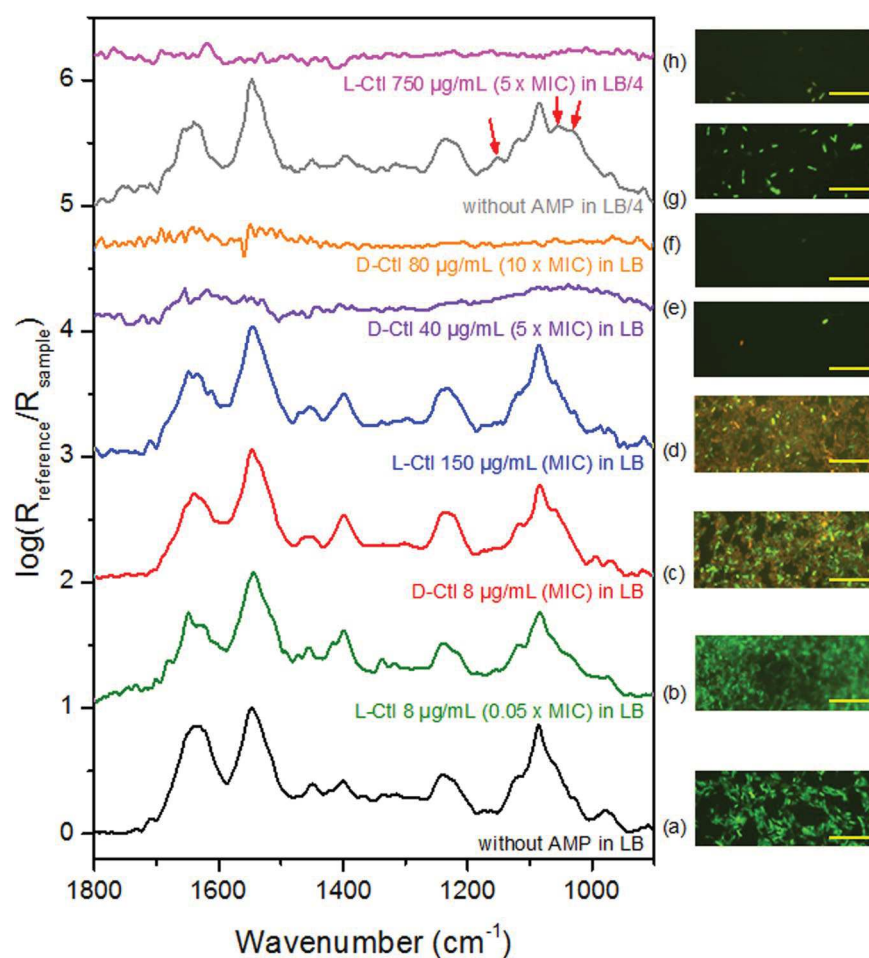 6
5
4
3
2
1
0
log(R_reference/R_sample)
L-Ctl 750 µg/mL (5 x MIC) in LB/4
without AMP in LB/4
D-Ctl 80 µg/mL (10 x MIC) in LB
D-Ctl 40 µg/mL (5 x MIC) in LB
L-Ctl 150 µg/mL (MIC) in LB
D-Ctl 8 µg/mL (MIC) in LB
L-Ctl 8 µg/mL (0.05 x MIC) in LB
without AMP in LB
(h)
(g)
(f)
(e)
(d)
(c)
(b)
(a)
1800 1600 1400 1200 1000
Wavenumber (cm⁻¹)